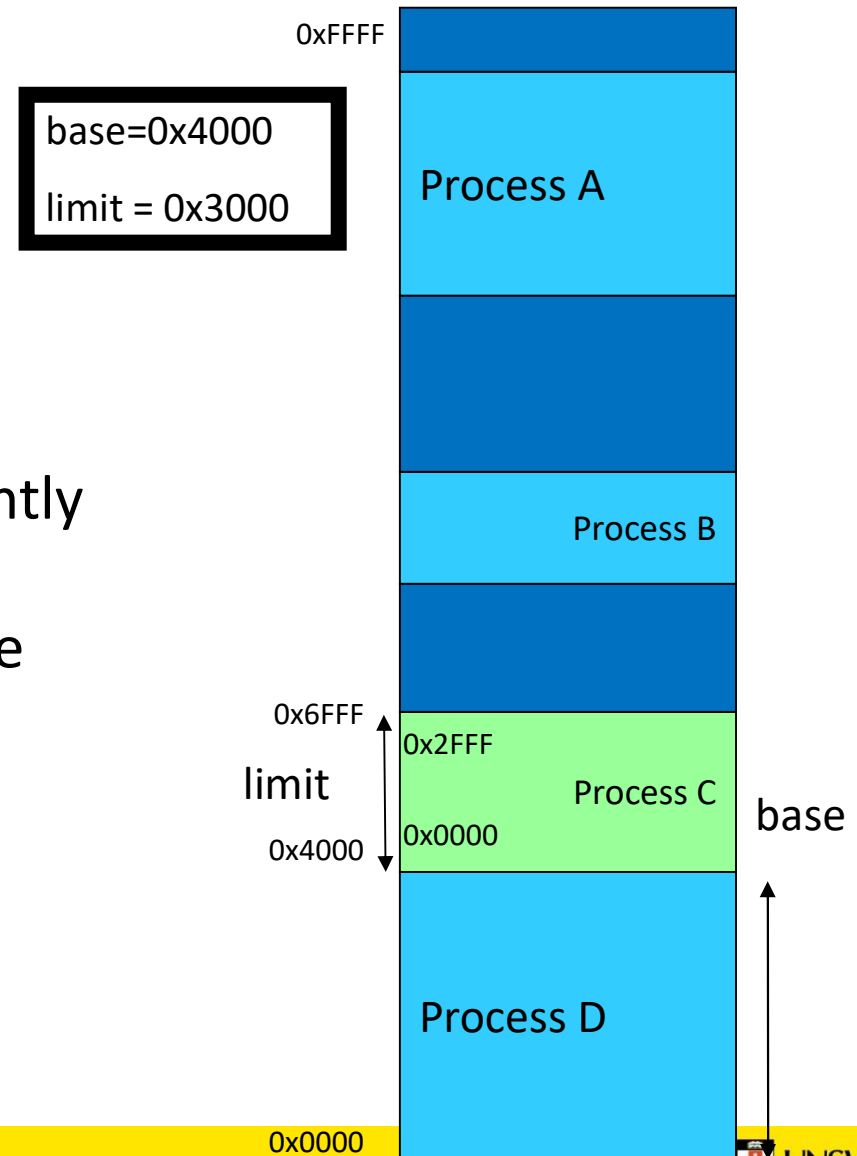 0xFFFF
base=0x4000
limit = 0x3000
Process A
ntly
Process B
e
0x6FFF
0x2FFF
limit
Process C
base
0x4000
0x0000
Process D
0x0000